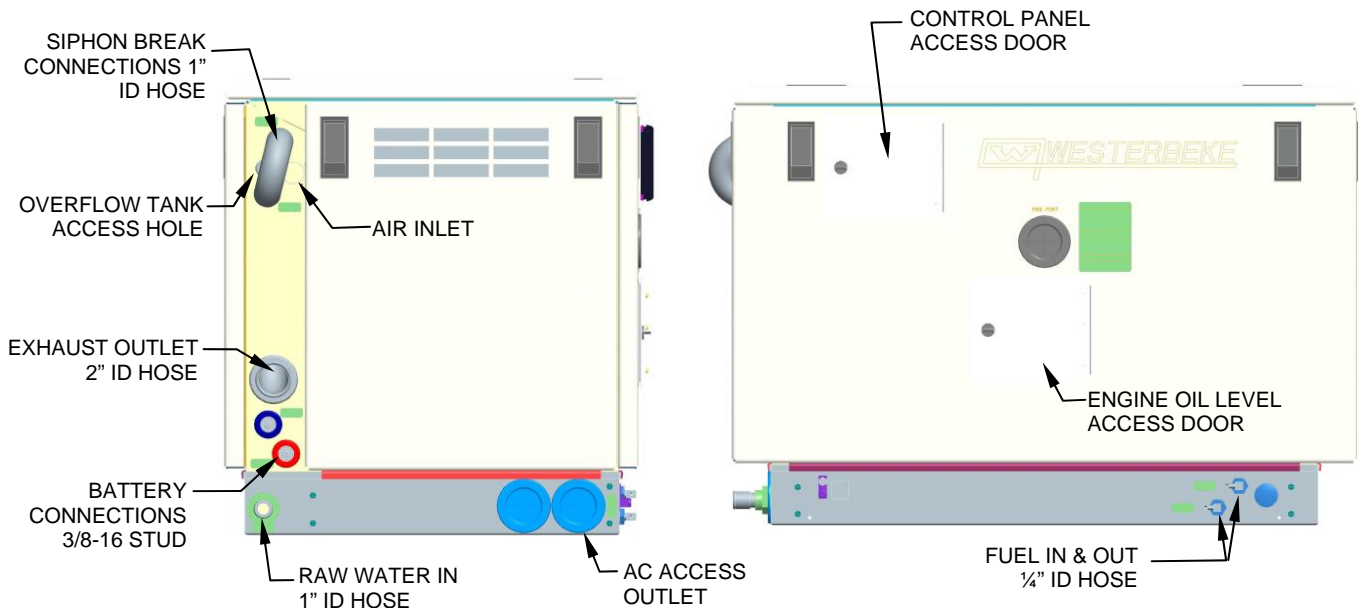 SIPHON BREAK
CONNECTIONS 1”
ID HOSE
OVERFLOW TANK
ACCESS HOLE
AIR INLET
EXHAUST OUTLET
2” ID HOSE
BATTERY
CONNECTIONS
3/8-16 STUD
RAW WATER IN
1” ID HOSE
AC ACCESS
OUTLET
CONTROL PANEL
ACCESS DOOR
WESTERBEKE
FIRE PORT
ENGINE OIL LEVEL
ACCESS DOOR
FUEL IN & OUT
¼” ID HOSE